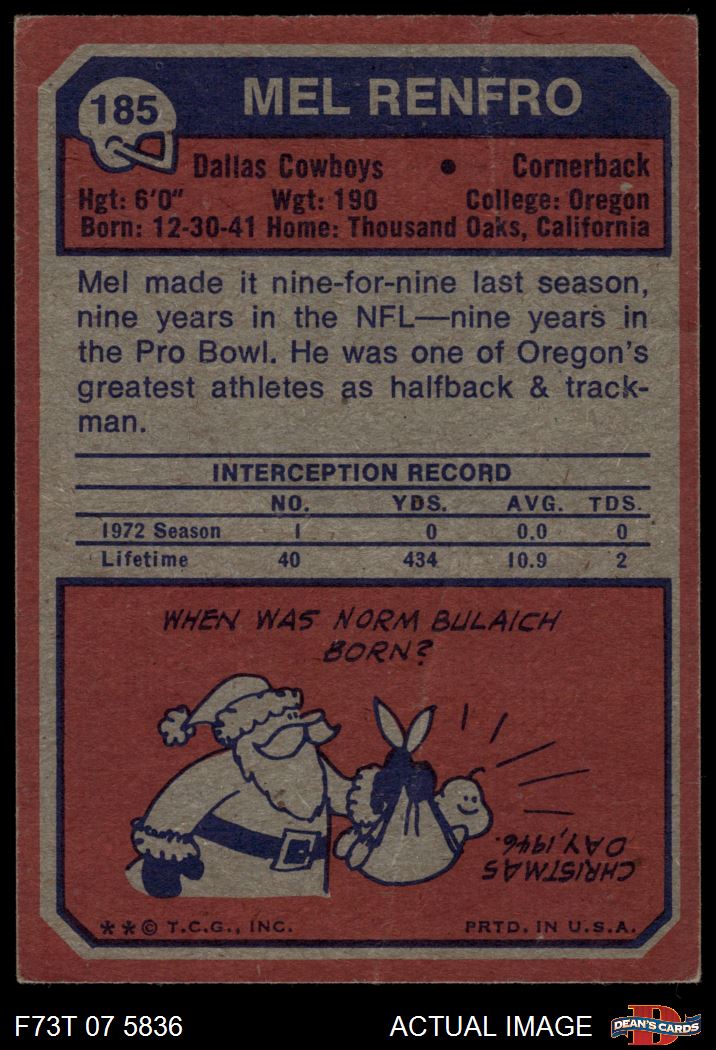 185
MEL RENFRO
Dallas Cowboys • Cornerback
Hgt: 6'0" Wgt: 190 College: Oregon
Born: 12-30-41 Home: Thousand Oaks, California
Mel made it nine-for-nine last season,
nine years in the NFL—nine years in
the Pro Bowl. He was one of Oregon's
greatest athletes as halfback & track-
man.
INTERCEPTION RECORD
NO. YDS. AVG. TDS.
1972 Season 1 0 0.0 0
Lifetime 40 434 10.9 2
WHEN WAS NORM BULAICH
BORN?
CHRISTMAS
DAY, 1946.
**© T.C.G., INC. PRTD. IN U.S.A.
F73T 07 5836 ACTUAL IMAGE
D
DEAN'S CARDS